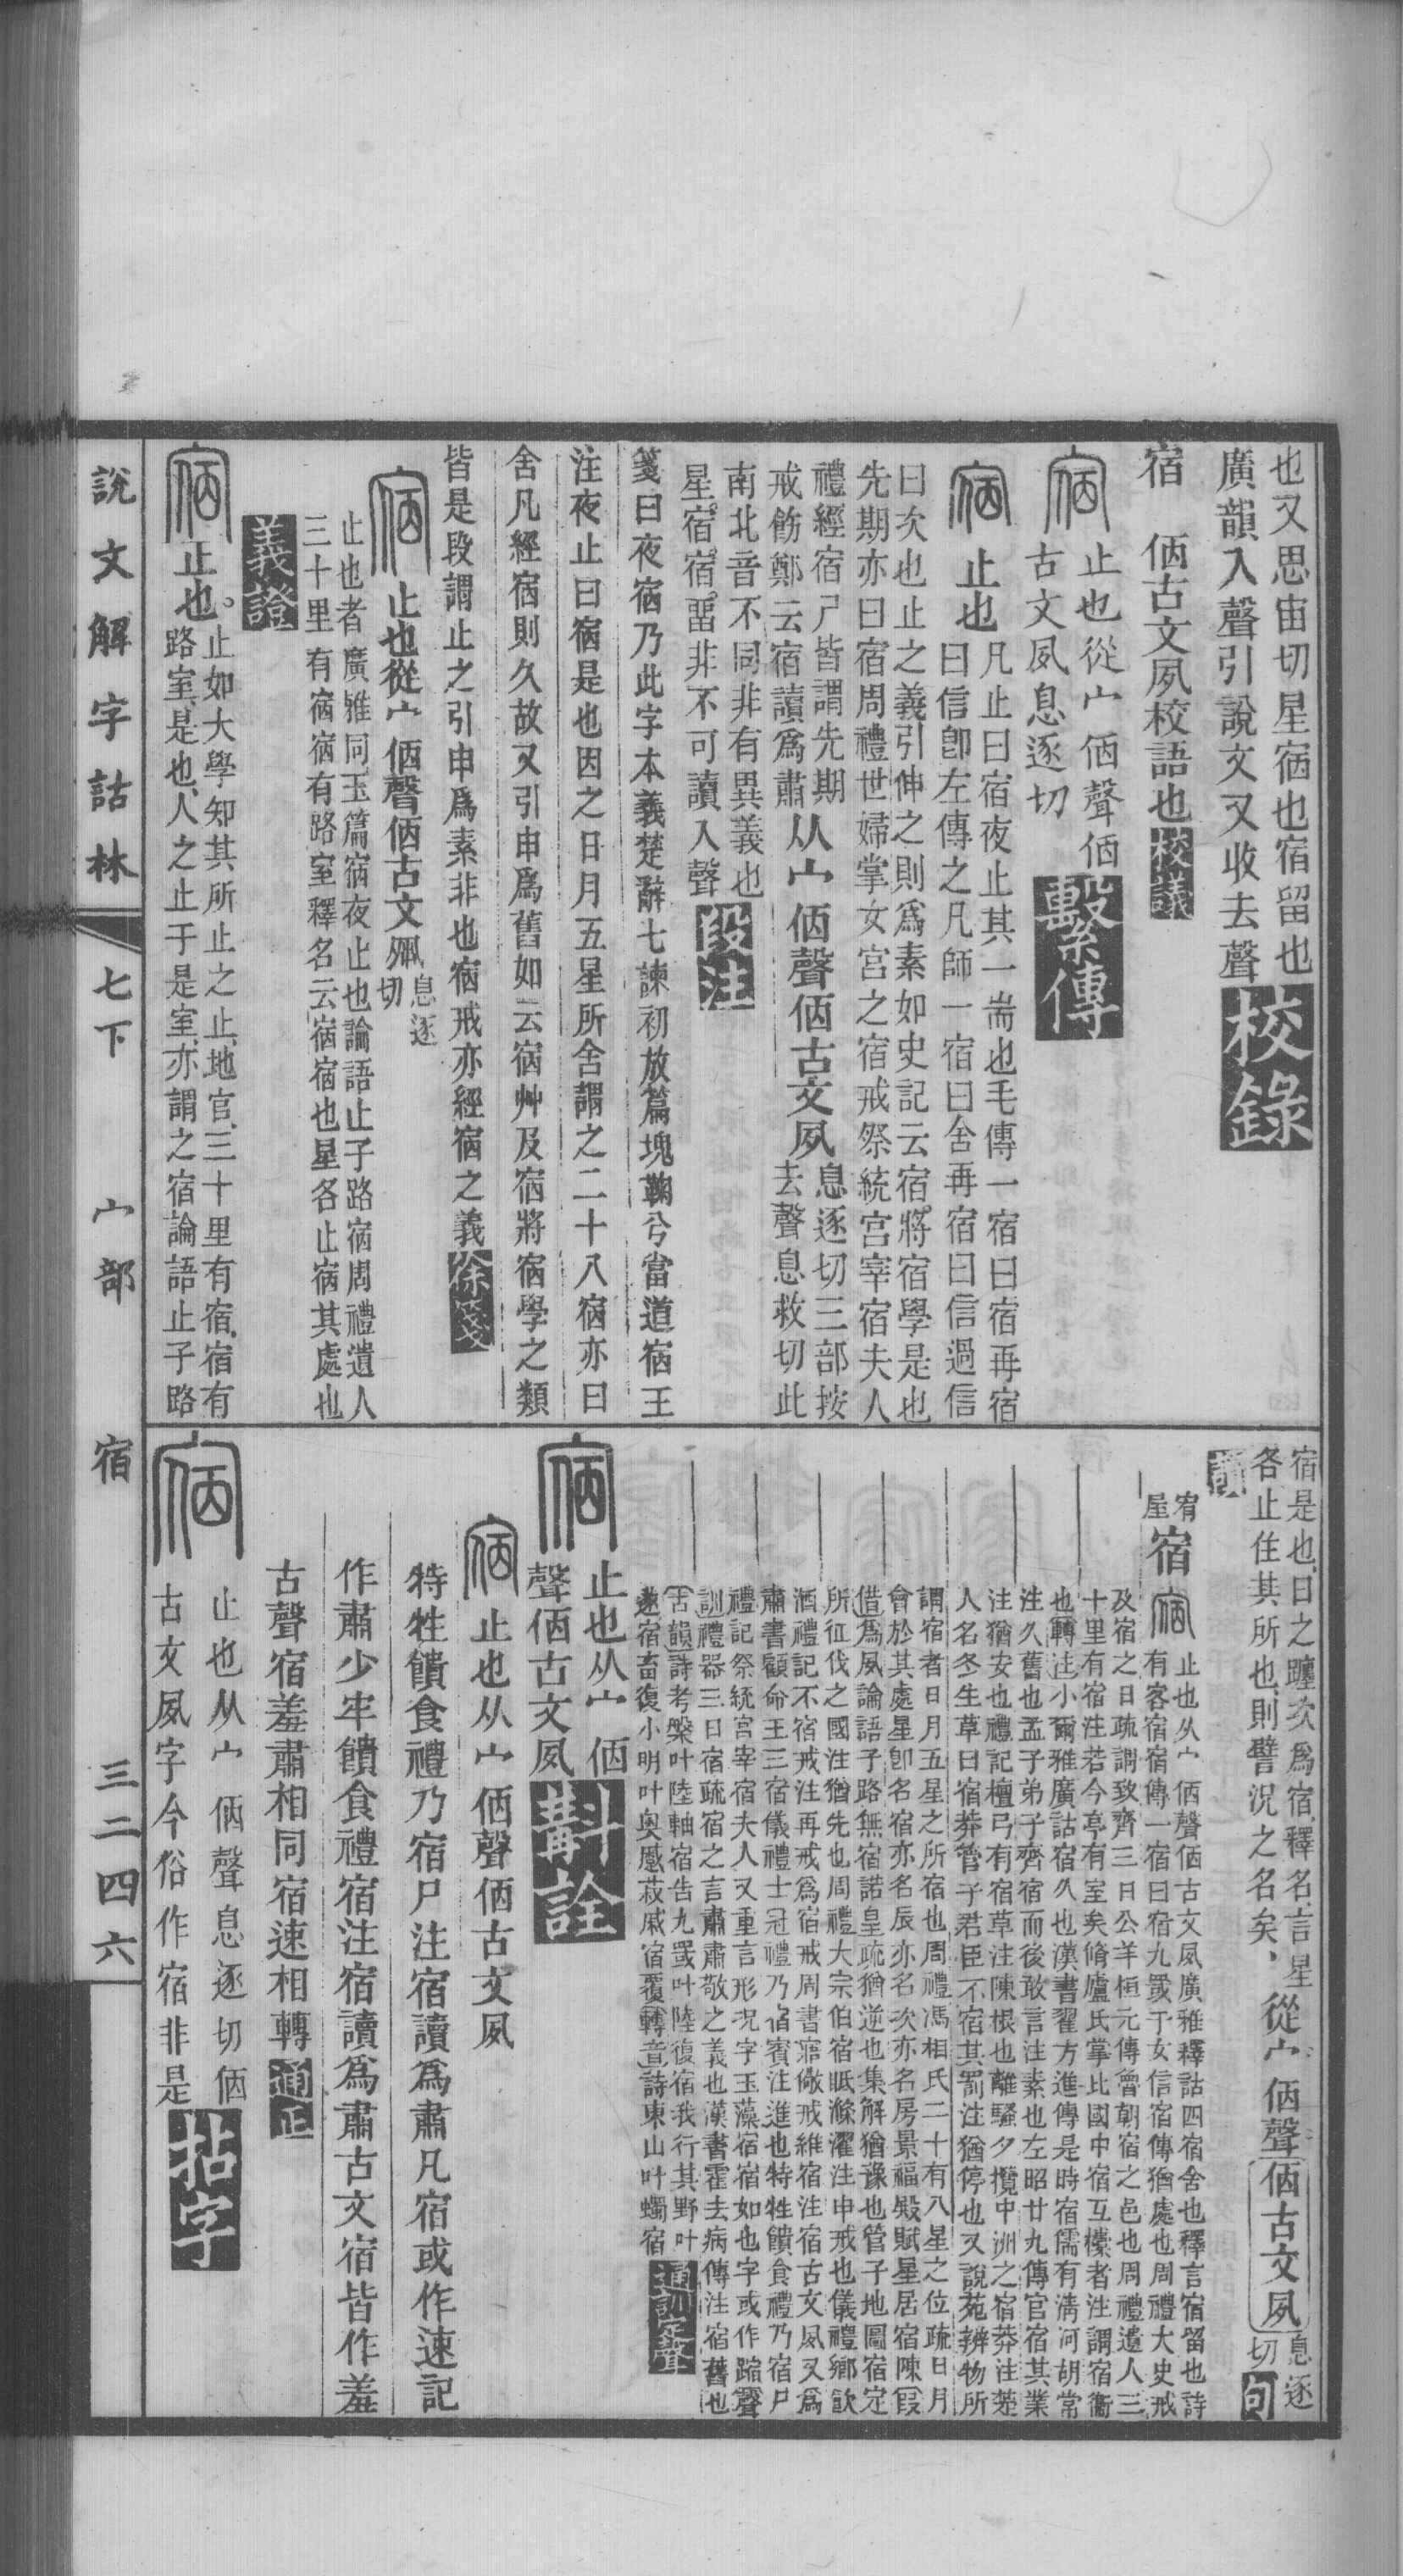 也又思宙切星宿也宿留也
廣韻入聲引說文又收去聲校錄
宿　㐁古文夙校語也校議
止也從宀㐁聲㐁
古文夙息逐切繫傳
止也
凡止曰宿夜止其一耑也毛傳一宿曰宿再宿
曰信卽左傳之凡師一宿曰舍再宿曰信過信
曰次也止之義引伸之則爲素如史記云宿將宿學是也
先期亦曰宿周禮世婦掌女宮之宿戒祭統宮宰宿夫人
禮經宿尸皆謂先期
戒飭鄭云宿讀爲肅
从宀㐁聲㐁古文夙
息逐切三部按
去聲息救切此
南北音不同非有異義也
星宿宿畱非不可讀入聲
段注
箋曰夜宿乃此字本義楚辭七諫初放篇塊鞠兮當道宿王
注夜止曰宿是也因之日月五星所舍謂之二十八宿亦曰
舍凡經宿則久故又引申爲舊如云宿艸及宿將宿學之類
皆是段謂止之引申爲素非也宿戒亦經宿之義徐箋
止也從宀㐁聲㐁古文夙
息逐
切
止也者廣雅同玉篇宿夜止也論語止子路宿周禮遺人
三十里有宿宿有路室釋名云宿宿也星各止宿其處也
義證
止也。
止如大學知其所止之止地官三十里有宿宿有
路室是也人之止于是室亦謂之宿論語止子路
宿是也日之躔次爲宿釋名言星
各止住其所也則譬況之名矣、
從宀㐁聲㐁古文夙
息逐
切
句
讀
宥
屋
宿
止也从宀㐁聲㐁古文夙廣雅釋詁四宿舍也釋言宿留也詩
有客宿宿傳一宿曰宿九罭于女信宿傳猶處也周禮大史戒
及宿之日疏謂致齊三日公羊桓元傳曾朝宿之邑也周禮遺人三
十里有宿注若今亭有室矣脩廬氏掌比國中宿互㯓者注謂宿衞
也轉注小爾雅廣詁宿久也漢書翟方進傳是時宿儒有淸河胡常
注久舊也孟子弟子齊宿而後敢言注素也左昭廿九傳官宿其業
注猶安也禮記檀弓有宿草注陳根也離騷夕攬中洲之宿莽注楚
人名冬生草曰宿莽管子君臣不宿其罰注猶停也又說苑辨物所
謂宿者日月五星之所宿也周禮馮相氏二十有八星之位疏日月
會於其處星卽名宿亦名辰亦名次亦名房景福殿賦星居宿陳叚
借爲夙論語子路無宿諾皇疏猶逆也集解猶豫也管子地圖宿定
所征伐之國注猶先也周禮大宗伯宿眂滌濯注申戒也儀禮鄉飮
酒禮記不宿戒注再戒爲宿戒周書寤儆戒維宿注宿古文夙又爲
肅書顧命王三宿儀禮士冠禮乃宿賓注進也特牲饋食禮乃宿尸
禮記祭統宮宰宿夫人又重言形況字玉藻宿宿如也字或作蹜聲
訓禮器三日宿疏宿之言肅肅敬之義也漢書霍去病傳注宿舊也
古韻詩考槃叶陸軸宿告九罭叶陸復宿我行其野叶
蓫宿畜復小明叶奥蹙菽戚宿覆轉音詩東山叶蠋宿
通訓定聲
止也从宀㐁
聲㐁古文夙斠詮
止也从宀㐁聲㐁古文夙
特牲饋食禮乃宿尸注宿讀爲肅凡宿或作速記
作肅少牢饋食禮宿注宿讀爲肅古文宿皆作羞
古聲宿羞肅相同宿速相轉通正
止也从宀㐁聲息逐切㐁
古文夙字今俗作宿非是拈字
說文解字詁林　七下　宀部　宿　三二四六